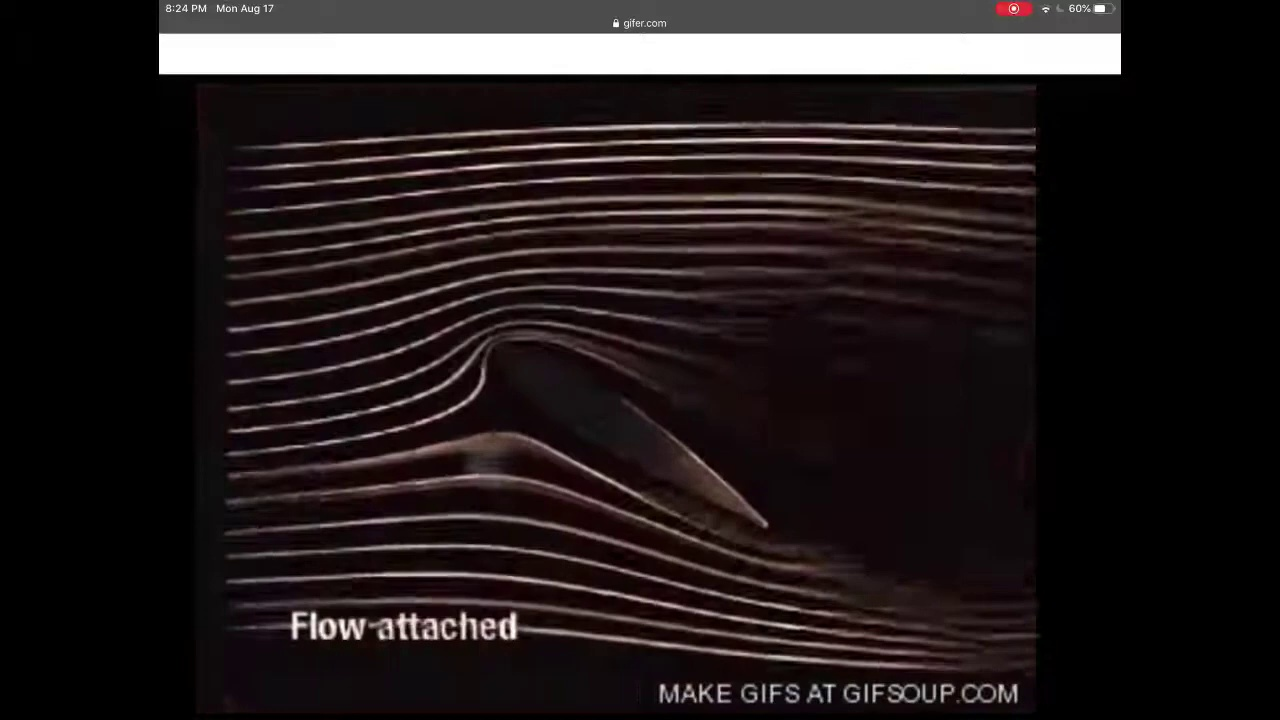 8:24 PM Mon Aug 17
60%
gifer.com
Flow attached
MAKE GIFS AT GIFSOUP.COM